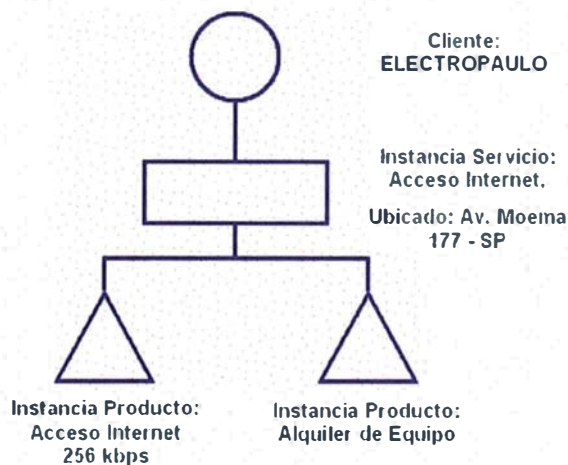 Cliente:
ELECTROPAULO
Instancia Servicio:
Acceso Internet,
Ubicado: Av. Moema
177 - SP
Instancia Producto:
Acceso Internet
256 kbps
Instancia Producto:
Alquiler de Equipo